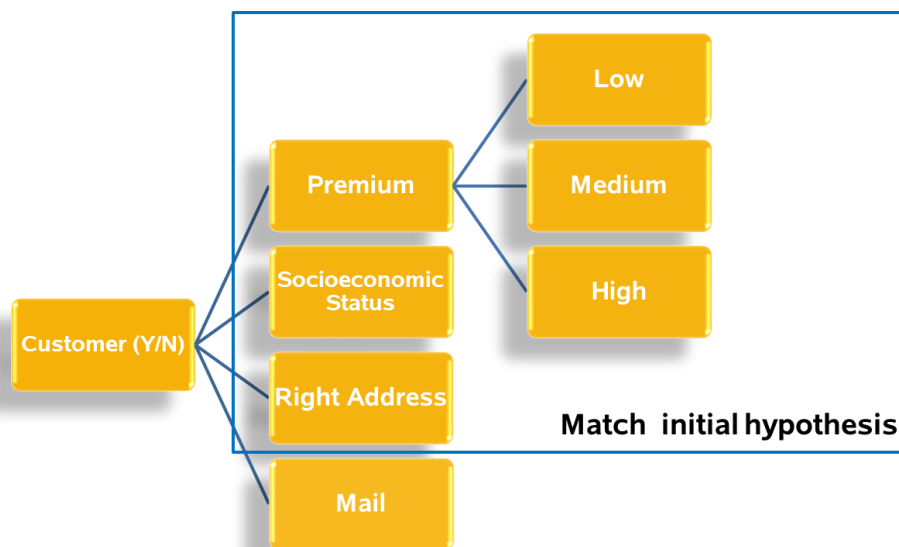 Low
Premium
Medium
Socioeconomic
Status
High
Customer (Y/N)
Right Address
Match initial hypothesis
Mail